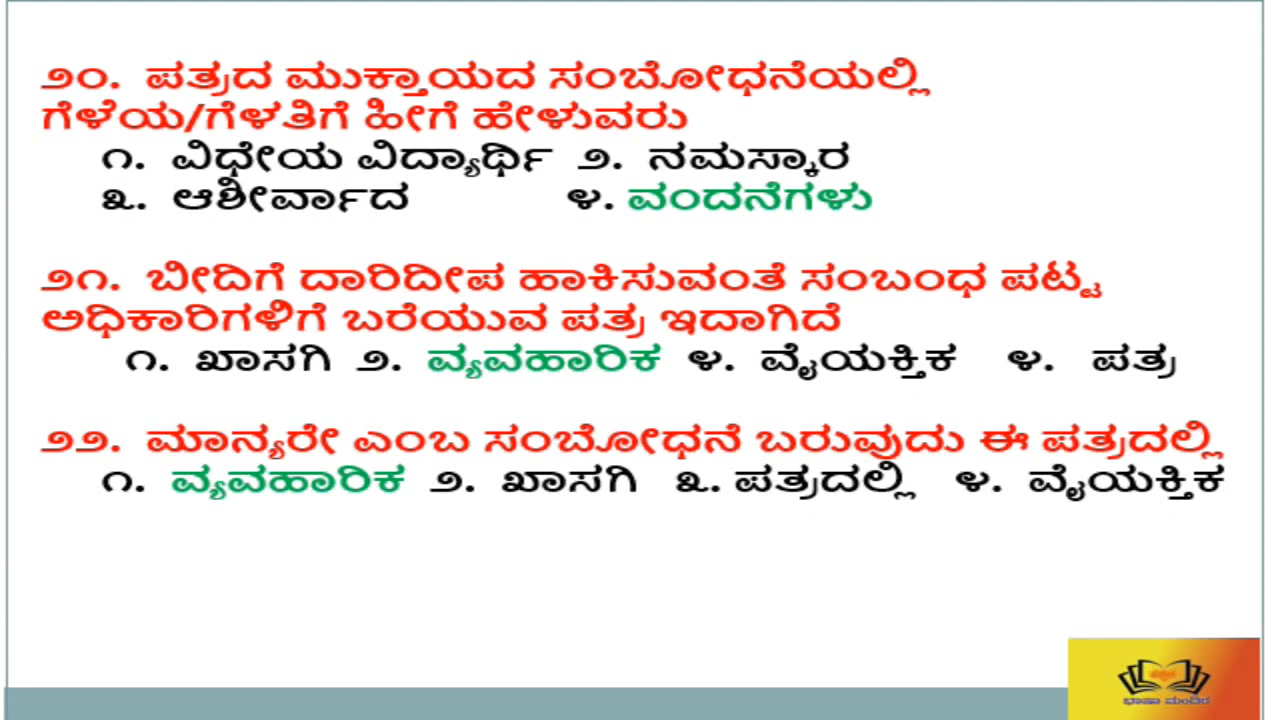 ೨೦. ಪತ್ರದ ಮುಕ್ತಾಯದ ಸಂಬೋಧನೆಯಲ್ಲಿ
ಗೆಳೆಯ/ಗೆಳತಿಗೆ ಹೀಗೆ ಹೇಳುವರು
೧. ವಿಧೇಯ ವಿದ್ಯಾರ್ಥಿ ೨. ನಮಸ್ಕಾರ
೩. ಆಶೀರ್ವಾದ ೪. ವಂದನೆಗಳು
೨೧. ಬೀದಿಗೆ ದಾರಿದೀಪ ಹಾಕಿಸುವಂತೆ ಸಂಬಂಧ ಪಟ್ಟ
ಅಧಿಕಾರಿಗಳಿಗೆ ಬರೆಯುವ ಪತ್ರ ಇದಾಗಿದೆ
೧. ಖಾಸಗಿ ೨. ವ್ಯವಹಾರಿಕ ೪. ವೈಯಕ್ತಿಕ ೪. ಪತ್ರ
೨೨. ಮಾನ್ಯರೇ ಎಂಬ ಸಂಬೋಧನೆ ಬರುವುದು ಈ ಪತ್ರದಲ್ಲಿ
೧. ವ್ಯವಹಾರಿಕ ೨. ಖಾಸಗಿ ೩. ಪತ್ರದಲ್ಲಿ ೪. ವೈಯಕ್ತಿಕ
ಭಾಷಾ ಮಂದಿರ